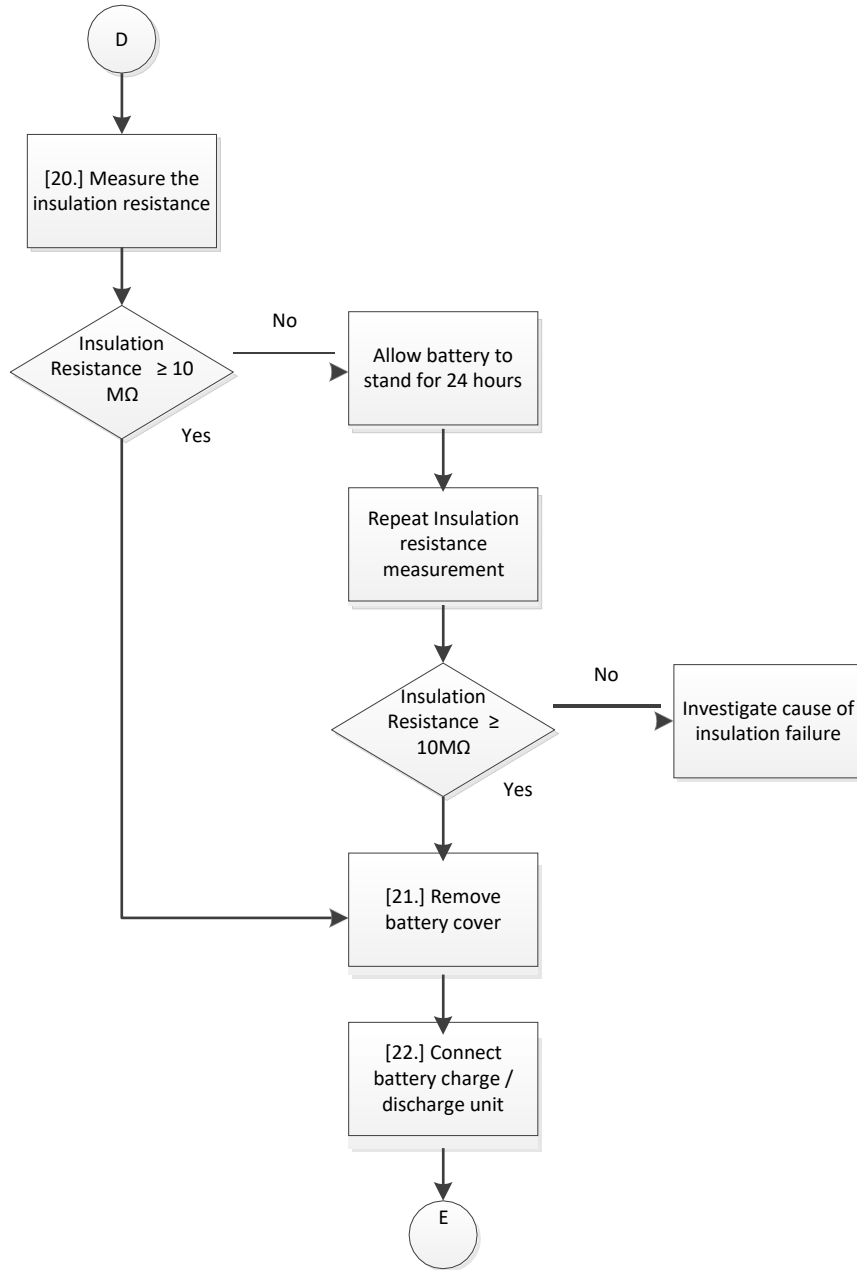 D
[20.] Measure the
insulation resistance
Insulation
Resistance ≥ 10
MΩ
No
Yes
Allow battery to
stand for 24 hours
Repeat Insulation
resistance
measurement
Insulation
Resistance ≥
10MΩ
No
Yes
Investigate cause of
insulation failure
[21.] Remove
battery cover
[22.] Connect
battery charge /
discharge unit
E